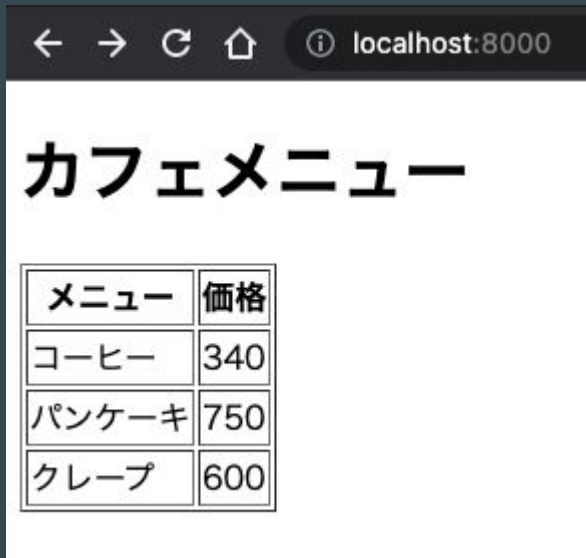 localhost:8000
カフェメニュー
メニュー 価格
コーヒー 340
パンケーキ 750
クレープ 600